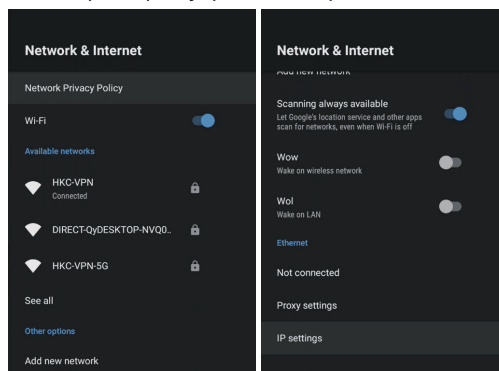 Network & Internet
Network Privacy Policy
Wi-Fi
Available networks
HKC-VPN
Connected
DIRECT-QyDESKTOP-NVQ0..
HKC-VPN-5G
See all
Other options
Add new network
Network & Internet
Add new network
Scanning always available
Let Google's location service and other apps
scan for networks, even when Wi-Fi is off
Wow
Wake on wireless network
Wol
Wake on LAN
Ethernet
Not connected
Proxy settings
IP settings